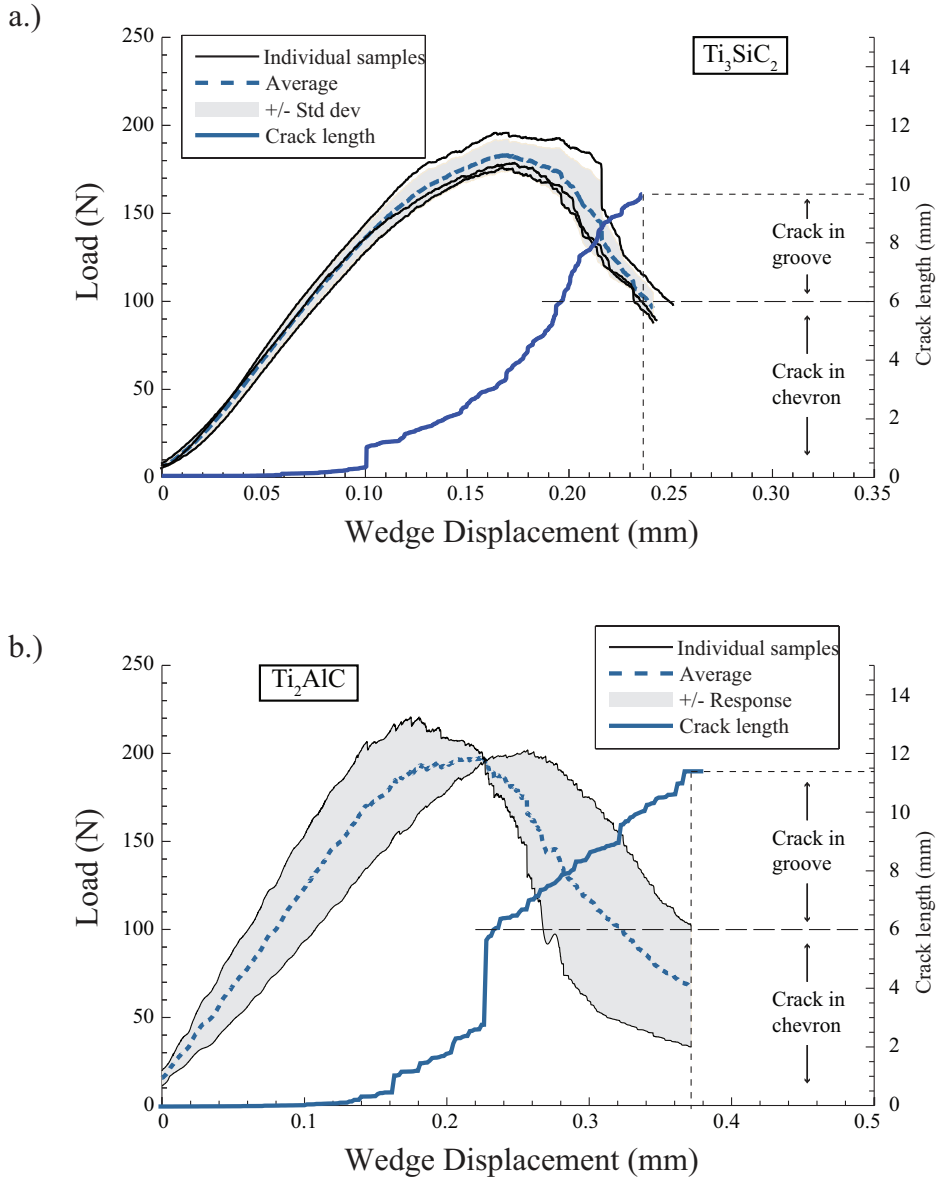 a.)
Ti₃SiC₂
Individual samples
Average
+/- Std dev
Crack length
250
200
150
100
50
0
Load (N)
14
12
10
8
6
4
2
0
Crack length (mm)
Crack in
groove
Crack in
chevron
0
0.05
0.10
0.15
0.20
0.25
0.30
0.35
Wedge Displacement (mm)
b.)
Ti₂AlC
Individual samples
Average
+/- Response
Crack length
250
200
150
100
50
0
Load (N)
14
12
10
8
6
4
2
0
Crack length (mm)
Crack in
groove
Crack in
chevron
0
0.1
0.2
0.3
0.4
0.5
Wedge Displacement (mm)